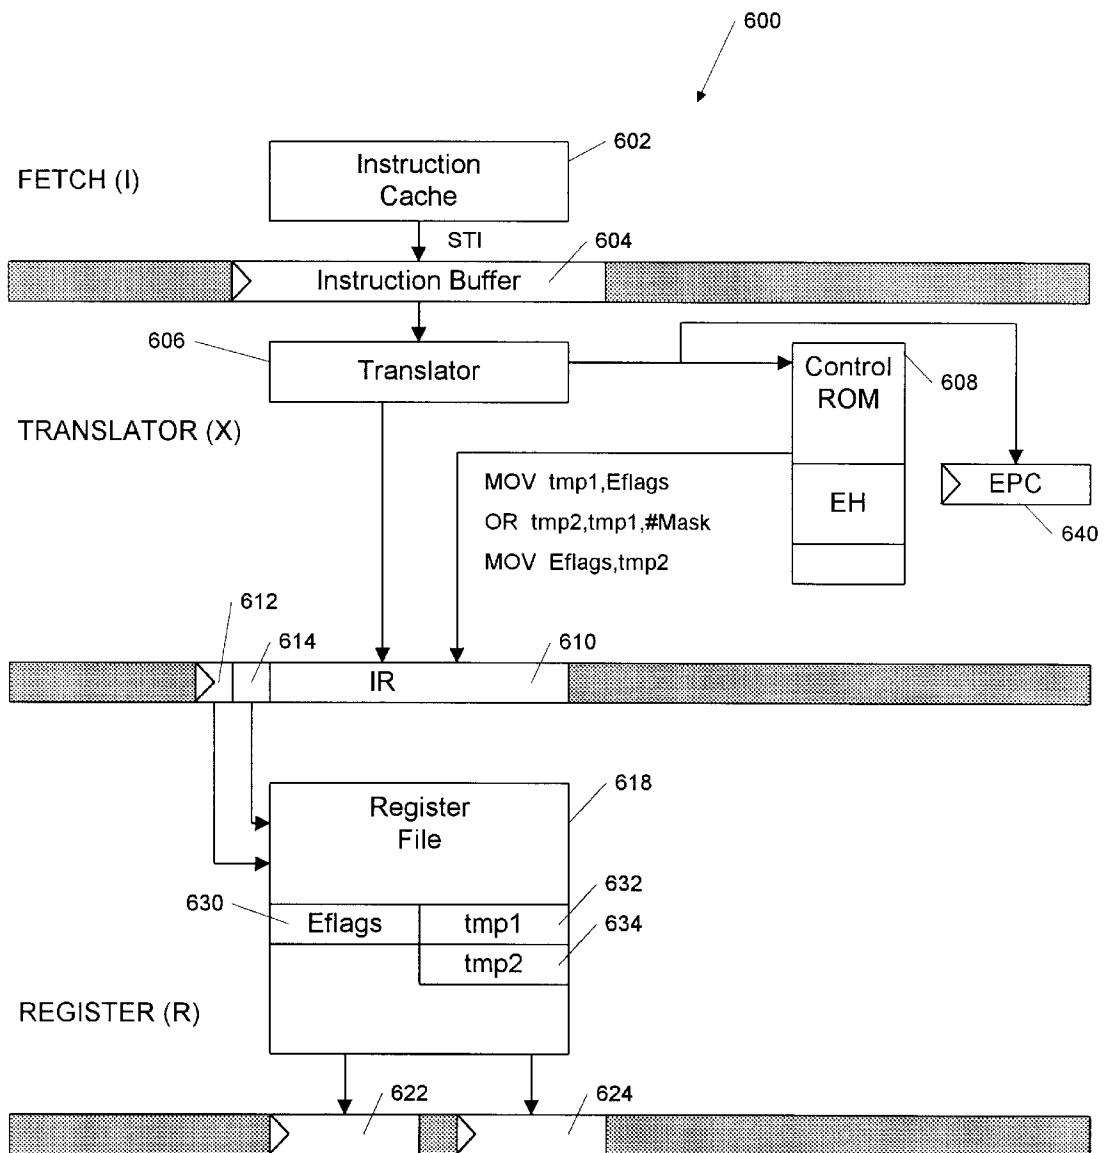 600
602
Instruction
Cache
FETCH (I)
STI
604
Instruction Buffer
606
Translator
Control
ROM
608
TRANSLATOR (X)
MOV tmp1,Eflags
OR tmp2,tmp1,#Mask
MOV Eflags,tmp2
EH
EPC
640
612
614
610
IR
618
Register
File
632
630
Eflags
tmp1
634
tmp2
REGISTER (R)
622
624